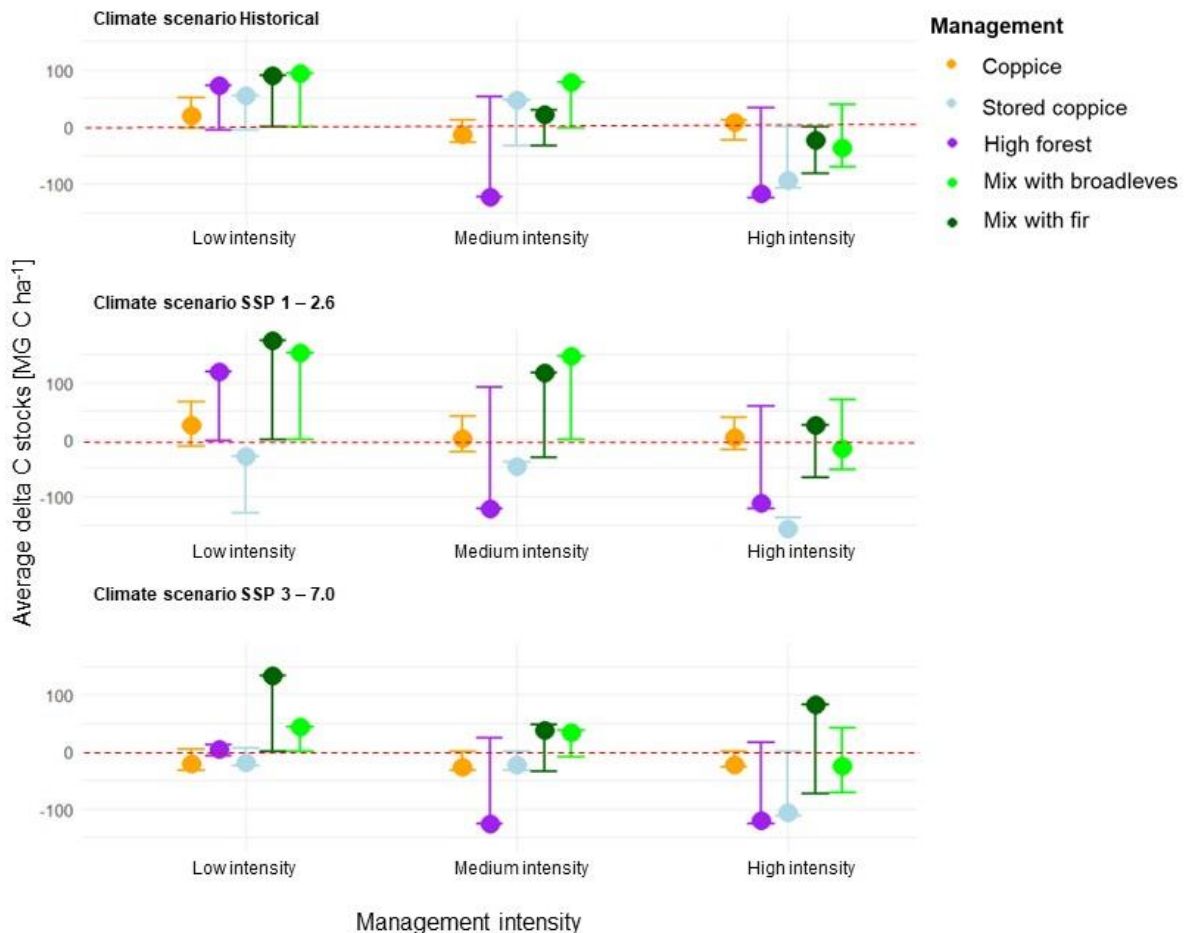 Climate scenario Historical
100
0
-100
Low intensity
Medium intensity
High intensity
Management
Coppice
Stored coppice
High forest
Mix with broadleves
Mix with fir
Average delta C stocks [MG C ha-1)
Climate scenario SSP 1 – 2.6
100
0
-100
Low intensity
Medium intensity
High intensity
Climate scenario SSP 3 – 7.0
100
0
-100
Low intensity
Medium intensity
High intensity
Management intensity